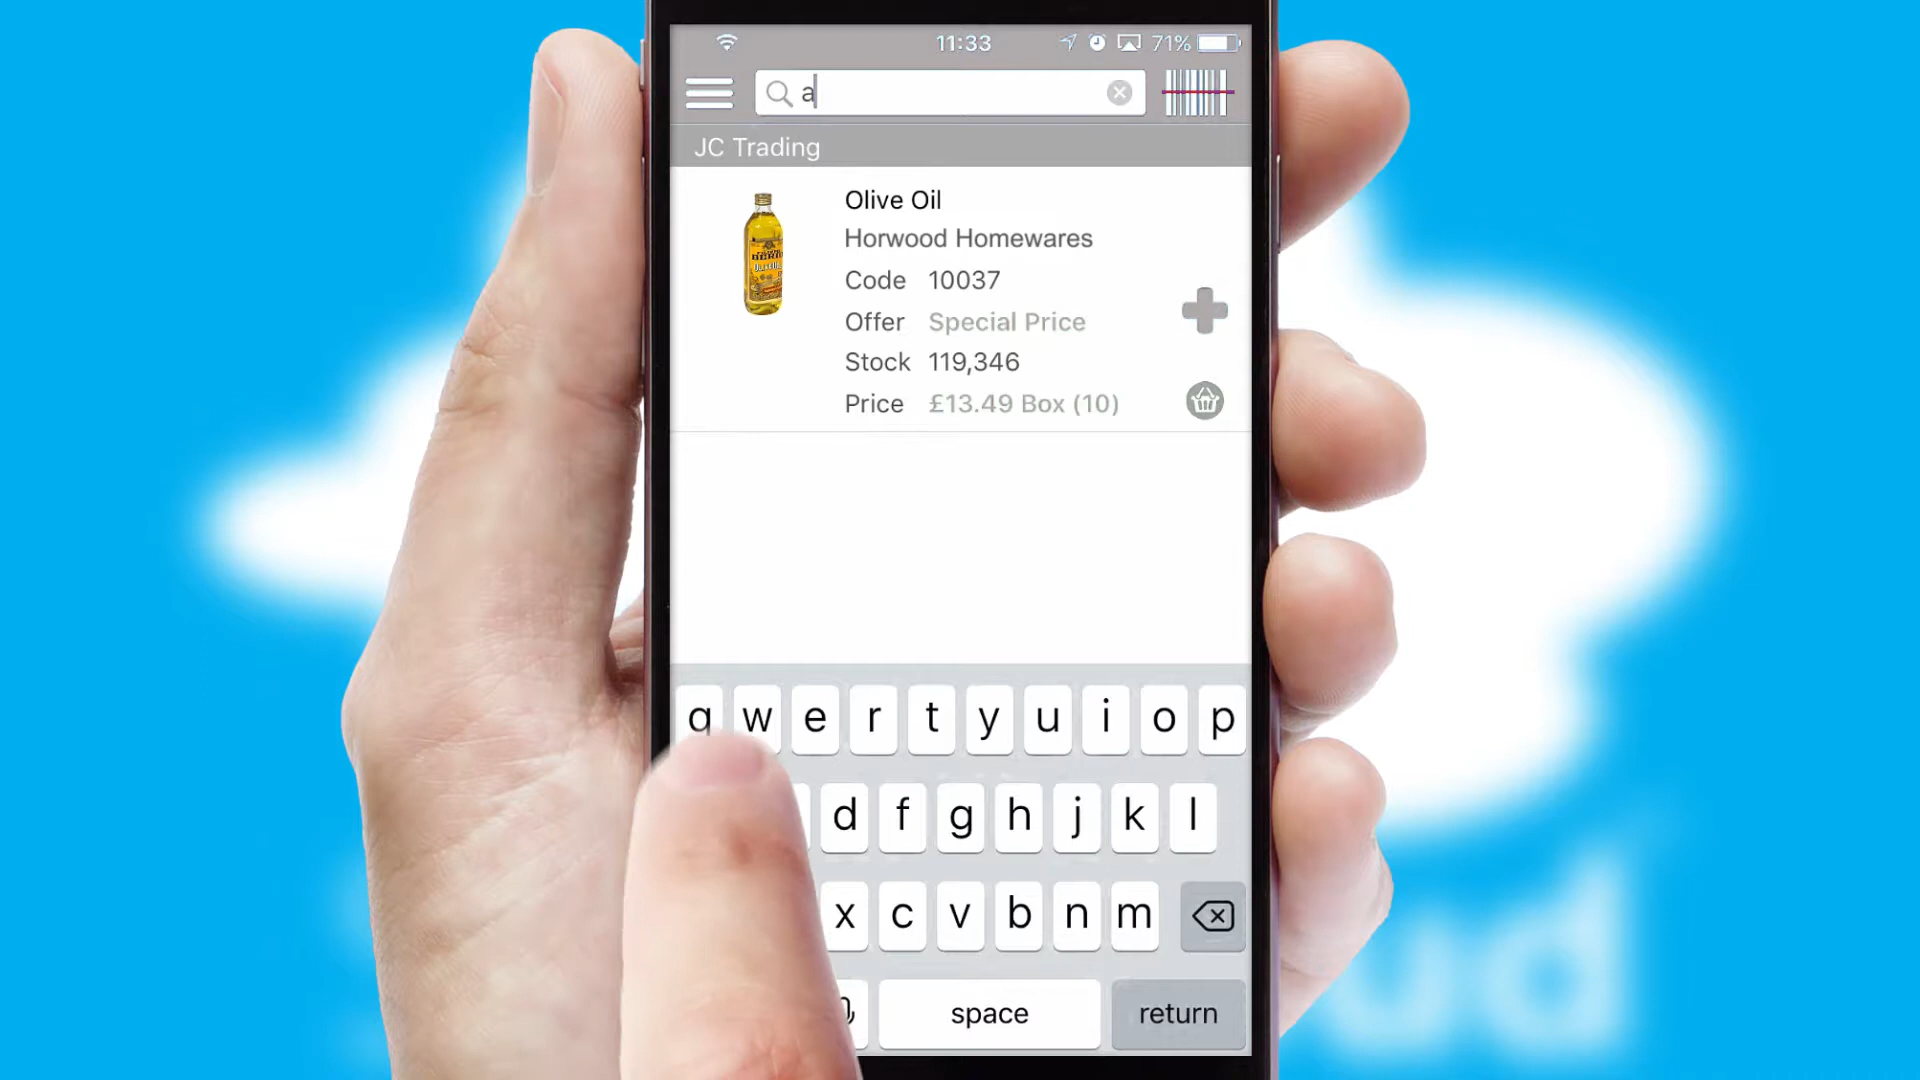 11:33 71%
a
JC Trading
Olive Oil
Horwood Homewares
Code 10037
Offer Special Price
Stock 119,346
Price £13.49 Box (10)
q w e r t y u i o p
d f g h j k l
x c v b n m
space return
ud